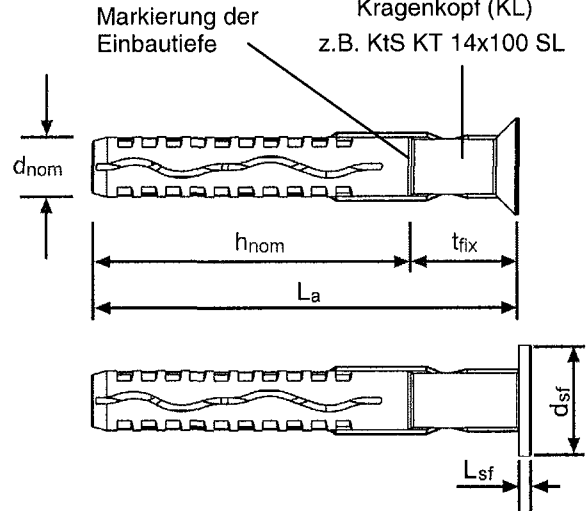 Markierung der
Einbautiefe
Kragenkopf (KL)
z.B. KtS KT 14x100 SL
dnom
hnom
tfix
La
dsf
Lsf